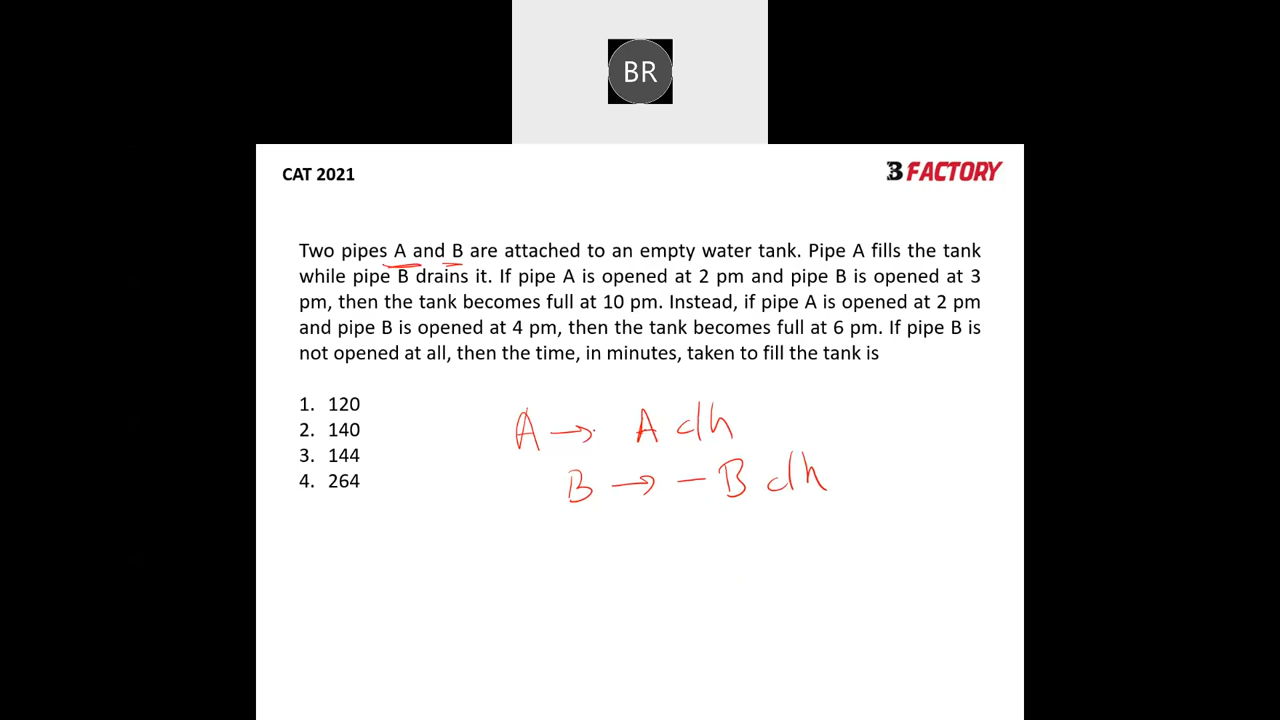 BR
CAT 2021
3 FACTORY
Two pipes A and B are attached to an empty water tank. Pipe A fills the tank
while pipe B drains it. If pipe A is opened at 2 pm and pipe B is opened at 3
pm, then the tank becomes full at 10 pm. Instead, if pipe A is opened at 2 pm
and pipe B is opened at 4 pm, then the tank becomes full at 6 pm. If pipe B is
not opened at all, then the time, in minutes, taken to fill the tank is
1. 120
2. 140
3. 144
4. 264
A → A dh
B → - B dh